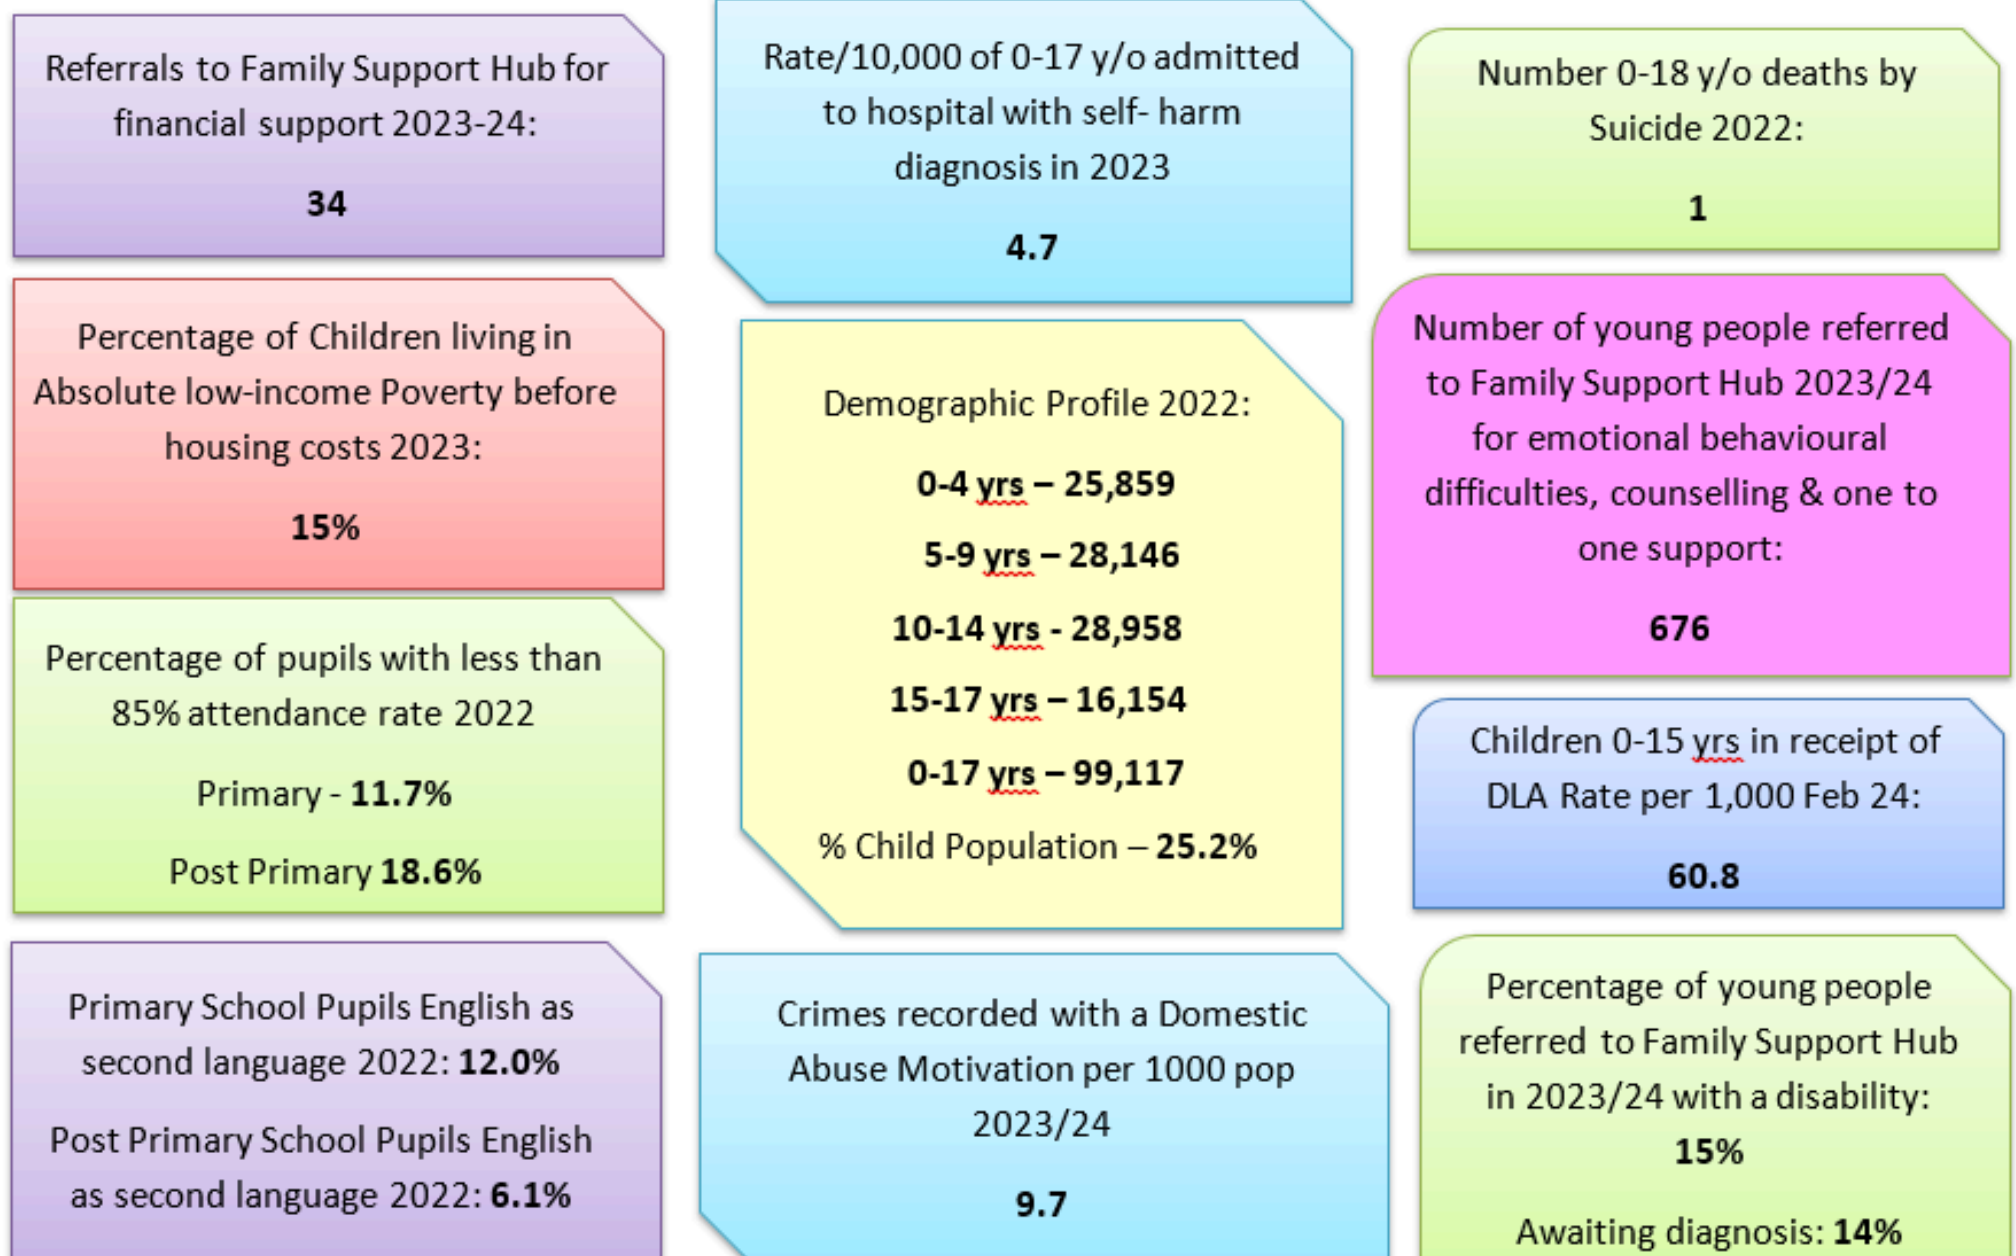 Referrals to Family Support Hub for
financial support 2023-24:
34
Rate/10,000 of 0-17 y/o admitted
to hospital with self- harm
diagnosis in 2023
4.7
Number 0-18 y/o deaths by
Suicide 2022:
1
Percentage of Children living in
Absolute low-income Poverty before
housing costs 2023:
15%
Demographic Profile 2022:
0-4 yrs – 25,859
5-9 yrs – 28,146
10-14 yrs - 28,958
15-17 yrs – 16,154
0-17 yrs – 99,117
% Child Population – 25.2%
Number of young people referred
to Family Support Hub 2023/24
for emotional behavioural
difficulties, counselling & one to
one support:
676
Percentage of pupils with less than
85% attendance rate 2022
Primary - 11.7%
Post Primary 18.6%
Children 0-15 yrs in receipt of
DLA Rate per 1,000 Feb 24:
60.8
Primary School Pupils English as
second language 2022: 12.0%
Post Primary School Pupils English
as second language 2022: 6.1%
Crimes recorded with a Domestic
Abuse Motivation per 1000 pop
2023/24
9.7
Percentage of young people
referred to Family Support Hub
in 2023/24 with a disability:
15%
Awaiting diagnosis: 14%